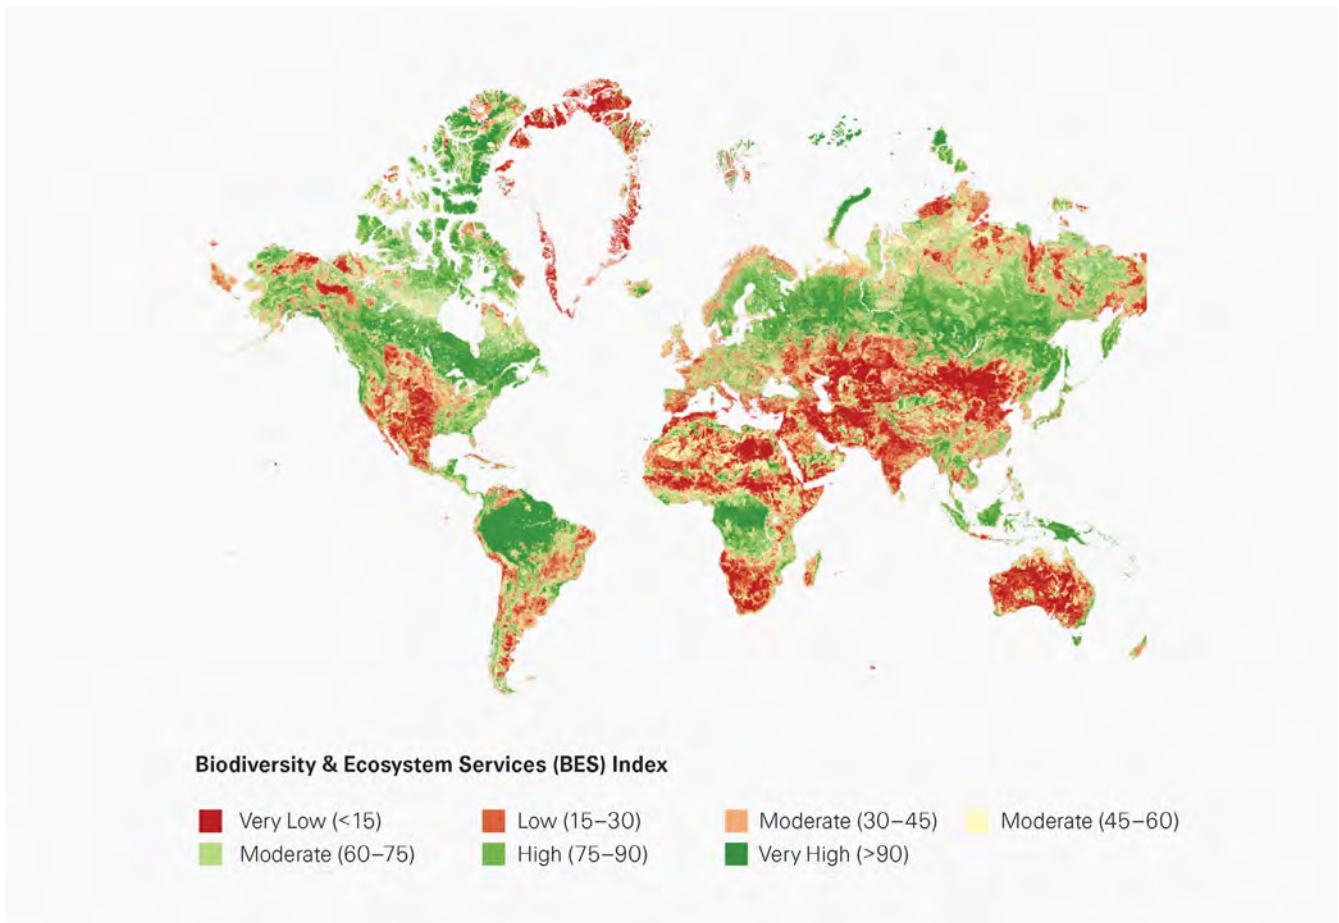 Biodiversity & Ecosystem Services (BES) Index
Very Low (<15) Low (15–30) Moderate (30–45) Moderate (45–60)
Moderate (60–75) High (75–90) Very High (>90)